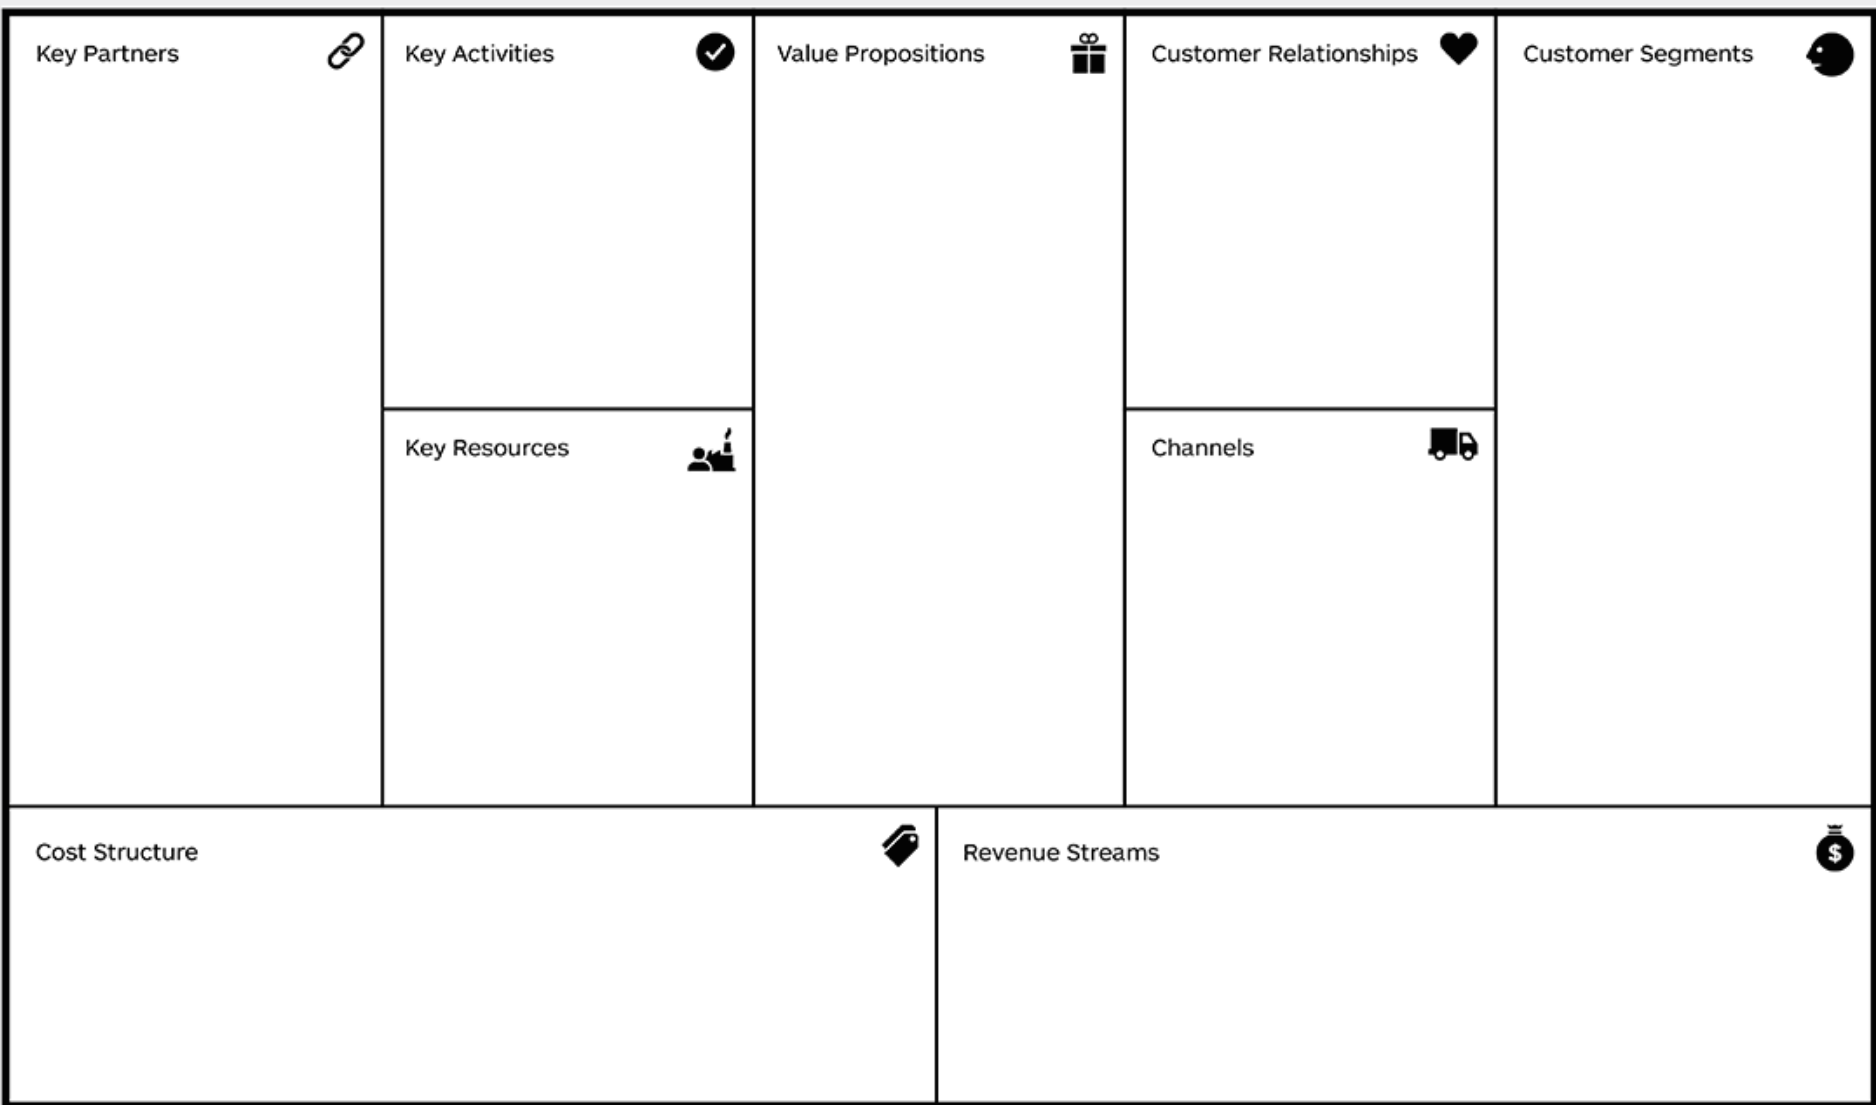 Key Partners
Key Activities
Value Propositions
Customer Relationships
Customer Segments
Key Resources
Channels
Cost Structure
Revenue Streams
$